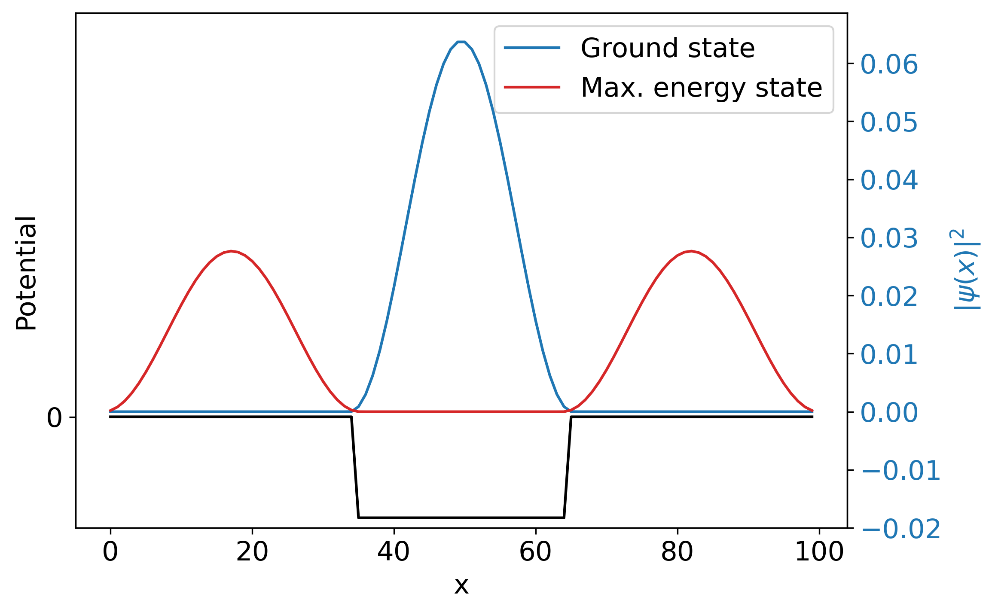 Ground state
Max. energy state
Potential
0
0.06
0.05
0.04
0.03
0.02
0.01
0.00
−0.01
−0.02
|ψ(x)|²
0 20 40 60 80 100
x